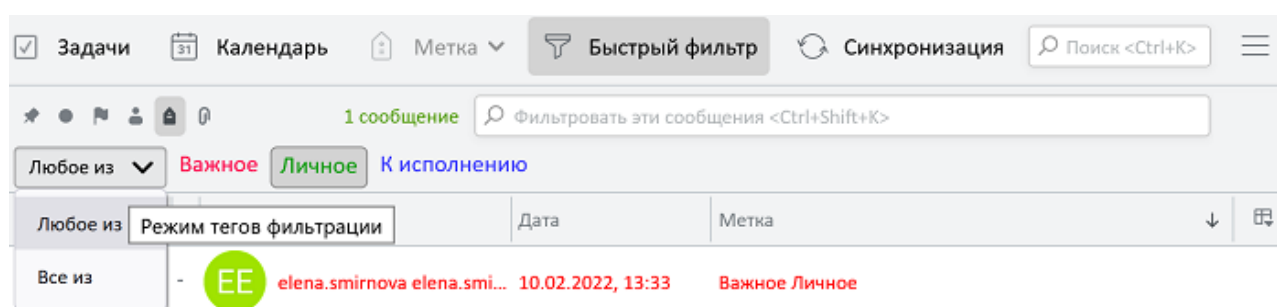 31 Задачи Календарь Метка Быстрый фильтр Синхронизация Поиск <Ctrl+K>
1 сообщение Фильтровать эти сообщения <Ctrl+Shift+K>
Любое из Важное Личное К исполнению
Любое из Режим тегов фильтрации Дата Метка
Все из - EE elena.smirnova elena.smi... 10.02.2022, 13:33 Важное Личное